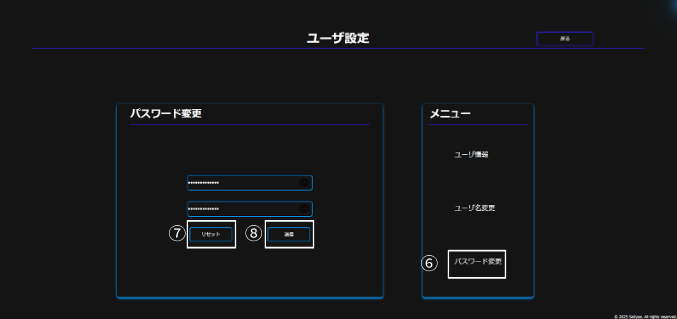 ユーザ設定
戻る
パスワード変更
メニュー
ユーザ情報
ユーザ名変更
⑦ リセット
⑧ 送信
⑥ パスワード変更
© 2025 Sotype. All rights reserved.